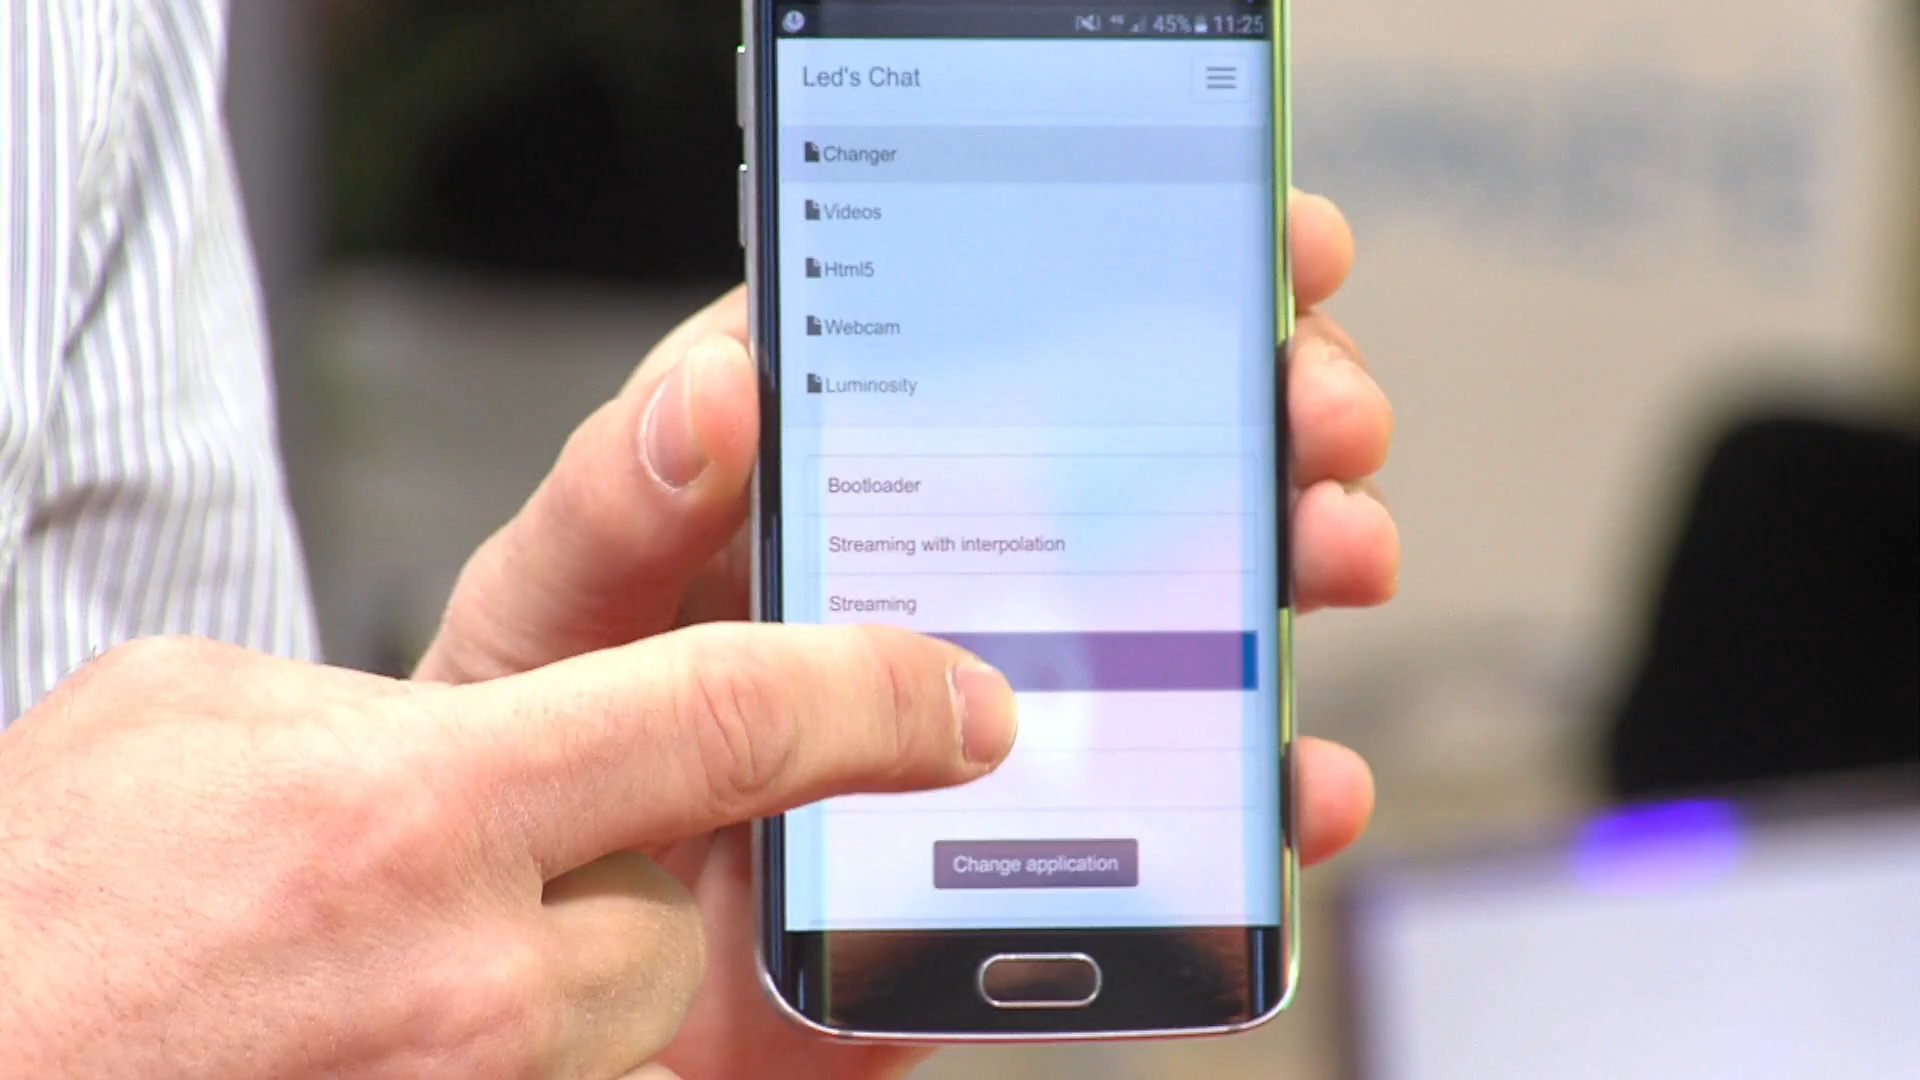 45% 11:25
Led's Chat
Changer
Videos
Html5
Webcam
Luminosity
Bootloader
Streaming with interpolation
Streaming
Change application